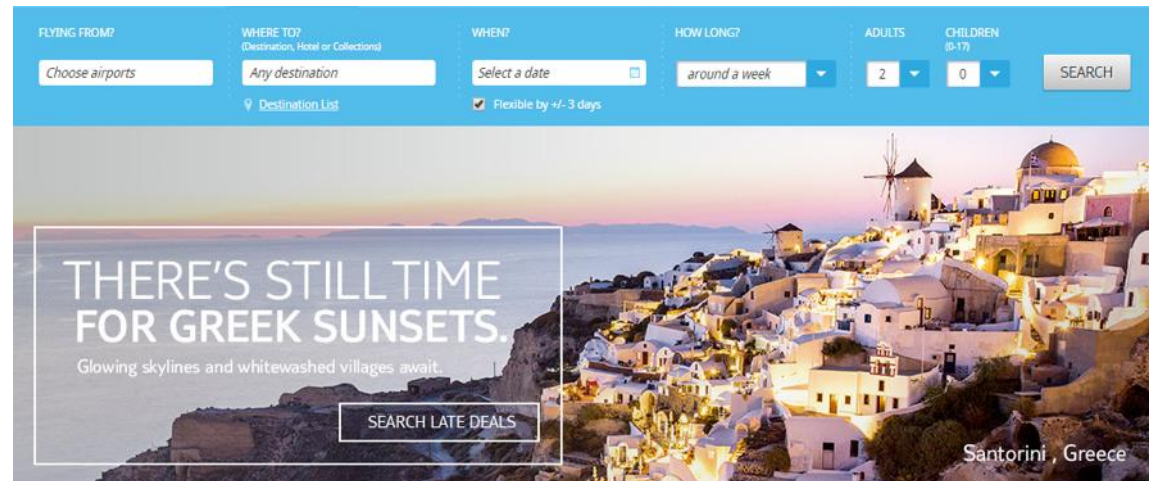 FLYING FROM?
Choose airports
WHERE TO?
(Destination, Hotel or Collections)
Any destination
Destination List
WHEN?
Select a date
Flexible by +/- 3 days
HOW LONG?
around a week
ADULTS
2
CHILDREN
(0-17)
0
SEARCH
THERE'S STILL TIME
FOR GREEK SUNSETS.
Glowing skylines and whitewashed villages await.
SEARCH LATE DEALS
Santorini , Greece